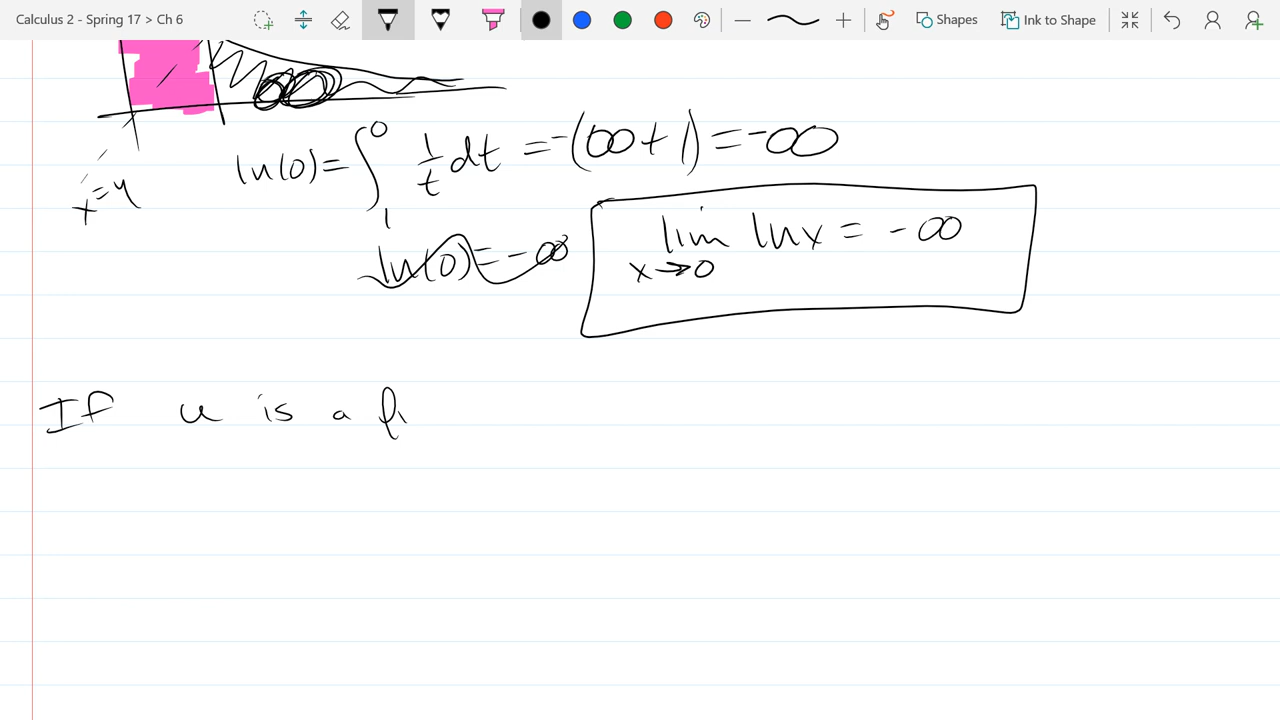 Calculus 2 - Spring 17 > Ch 6 Shapes Ink to Shape
ln(0) = ∫₁⁰ 1/t dt = -(∞+1) = -∞
x=4
ln(0) = -∞
lim ln x = -∞
x→0
If u is a